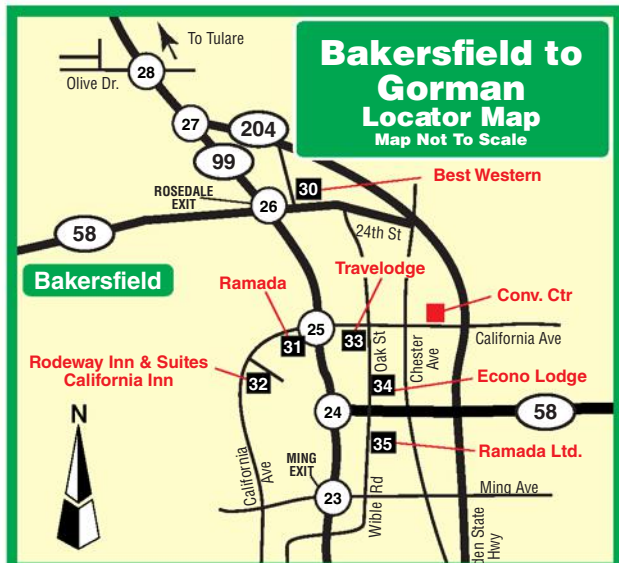 Bakersfield to
Gorman
Locator Map
Map Not To Scale
To Tulare
28
Olive Dr.
27
204
99
30
Best Western
ROSEDALE
EXIT
26
58
24th St
Bakersfield
Ramada
Travelodge
Conv. Ctr
25
31
33
Oak St
Chester
Ave
California Ave
Rodeway Inn & Suites
California Inn
32
34
Econo Lodge
24
58
N
35
Ramada Ltd.
California
Ave
MING
EXIT
23
Wible Rd
Ming Ave
den State
Hwy